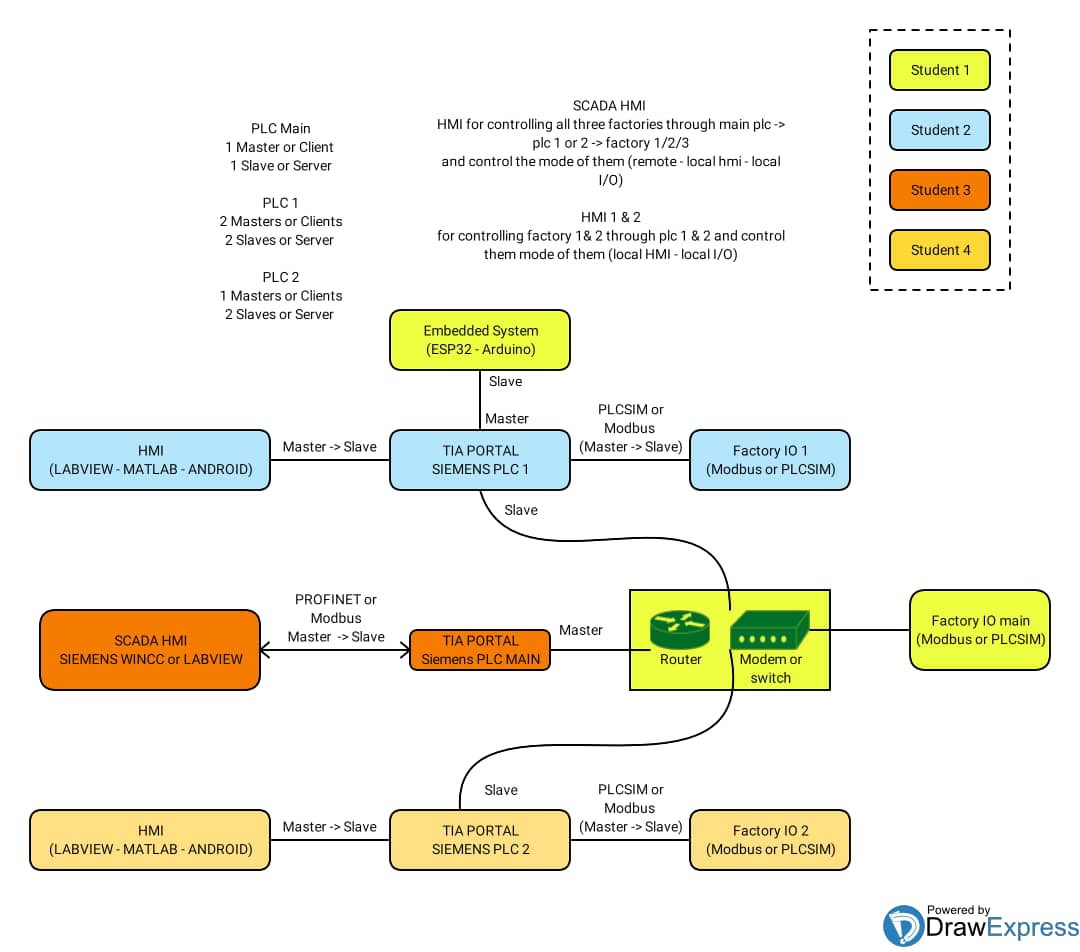 Student 1
Student 2
Student 3
Student 4
PLC Main
1 Master or Client
1 Slave or Server
PLC 1
2 Masters or Clients
2 Slaves or Server
PLC 2
1 Masters or Clients
2 Slaves or Server
SCADA HMI
HMI for controlling all three factories through main plc ->
plc 1 or 2 -> factory 1/2/3
and control the mode of them (remote - local hmi - local
I/O)
HMI 1 & 2
for controlling factory 1& 2 through plc 1 & 2 and control
them mode of them (local HMI - local I/O)
Embedded System
(ESP32 - Arduino)
Slave
Master
HMI
(LABVIEW - MATLAB - ANDROID)
Master -> Slave
TIA PORTAL
SIEMENS PLC 1
PLCSIM or
Modbus
(Master -> Slave)
Factory IO 1
(Modbus or PLCSIM)
Slave
SCADA HMI
SIEMENS WINCC or LABVIEW
PROFINET or
Modbus
Master -> Slave
TIA PORTAL
Siemens PLC MAIN
Master
Router
Modem or
switch
Factory IO main
(Modbus or PLCSIM)
Slave
HMI
(LABVIEW - MATLAB - ANDROID)
Master -> Slave
TIA PORTAL
SIEMENS PLC 2
PLCSIM or
Modbus
(Master -> Slave)
Factory IO 2
(Modbus or PLCSIM)
Powered by
DrawExpress